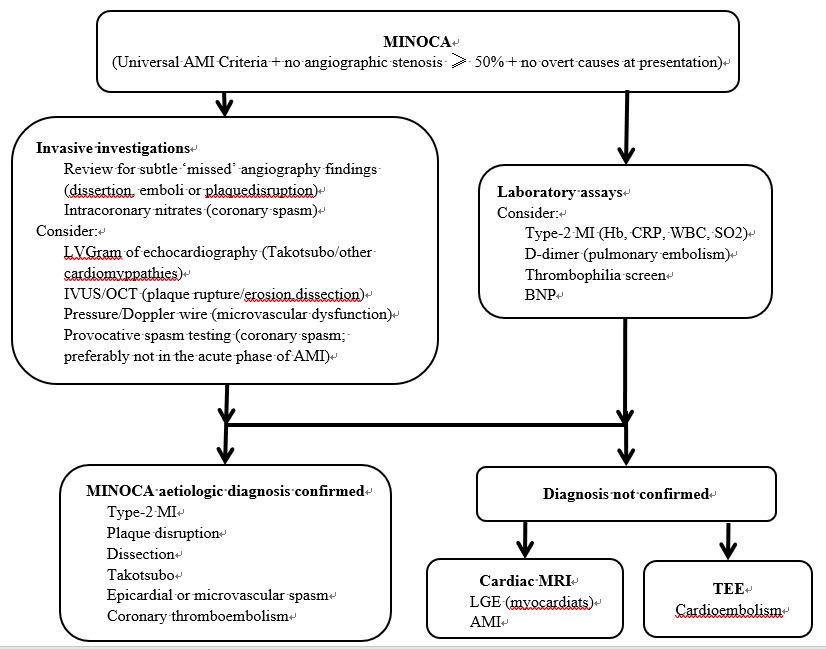 MINOCA
(Universal AMI Criteria + no angiographic stenosis ≥ 50% + no overt causes at presentation)
Invasive investigations
Review for subtle ‘missed’ angiography findings
(dissertion, emboli or plaquedisruption)
Intracoronary nitrates (coronary spasm)
Consider:
LVGram of echocardiography (Takotsubo/other
cardiomyppathies)
IVUS/OCT (plaque rupture/erosion,dissection)
Pressure/Doppler wire (microvascular dysfunction)
Provocative spasm testing (coronary spasm;
preferably not in the acute phase of AMI)
Laboratory assays
Consider:
Type-2 MI (Hb, CRP, WBC, SO2)
D-dimer (pulmonary embolism)
Thrombophilia screen
BNP
MINOCA aetiologic diagnosis confirmed
Type-2 MI
Plaque disruption
Dissection
Takotsubo
Epicardial or microvascular spasm
Coronary thromboembolism
Diagnosis not confirmed
Cardiac MRI
LGE (myocardiats)
AMI
TEE
Cardioembolism